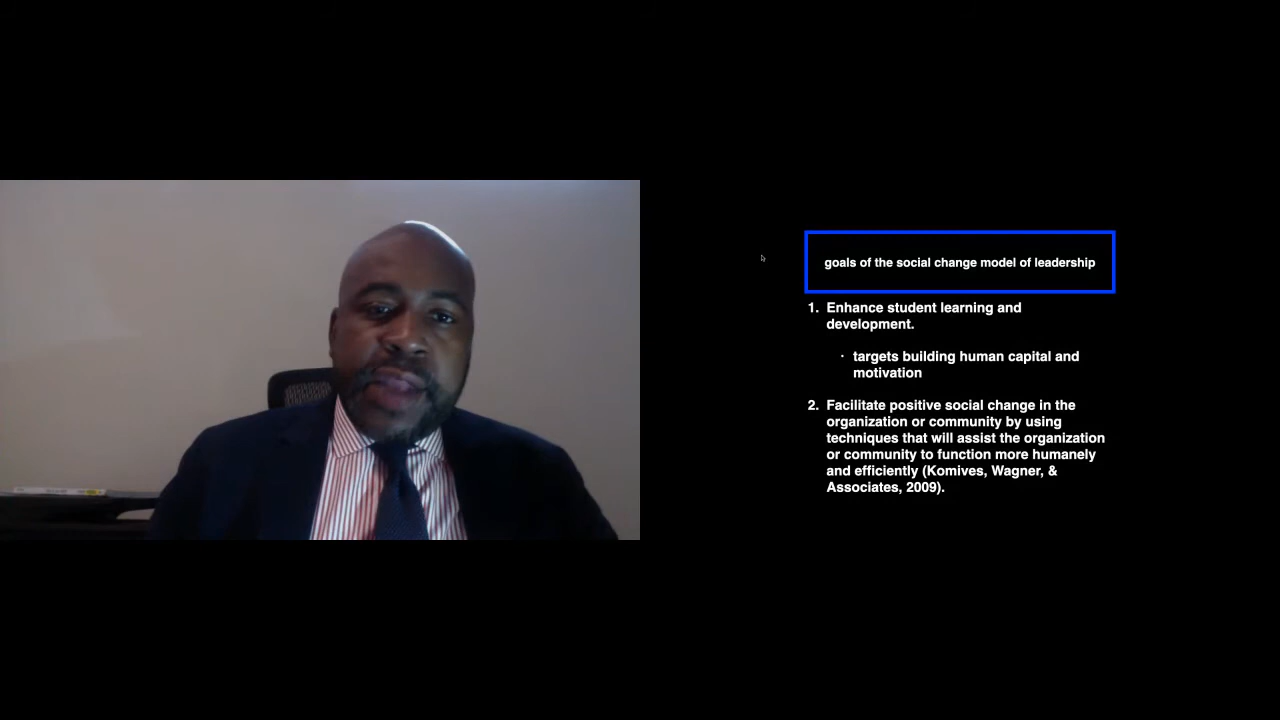 goals of the social change model of leadership
1. Enhance student learning and
development.
· targets building human capital and
motivation
2. Facilitate positive social change in the
organization or community by using
techniques that will assist the organization
or community to function more humanely
and efficiently (Komives, Wagner, &
Associates, 2009).